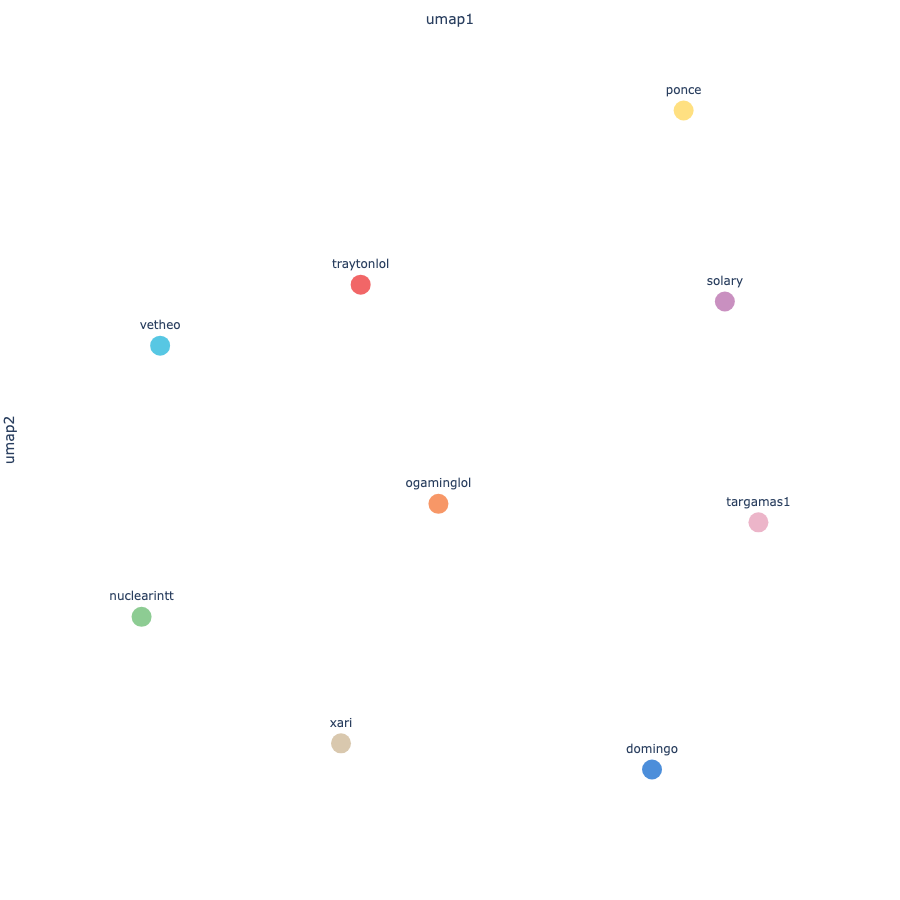 umap1
ponce
traytonlol
solary
vetheo
umap2
ogaminglol
targamas1
nuclearintt
xari
domingo